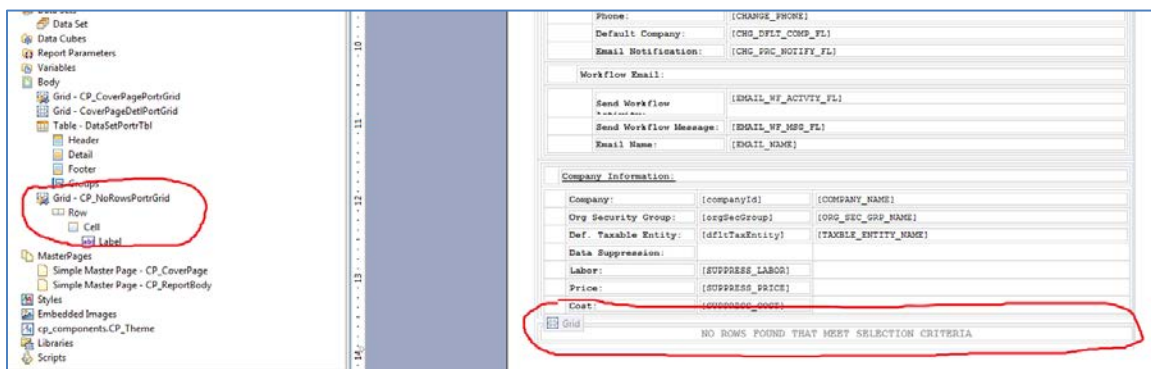 Data Sets
Data Set
Data Cubes
Report Parameters
Variables
Body
Grid - CP_CoverPagePortrGrid
Grid - CoverPageDetlPortGrid
Table - DataSetPortrTbl
Header
Detail
Footer
Groups
Grid - CP_NoRowsPortrGrid
Row
Cell
Label
MasterPages
Simple Master Page - CP_CoverPage
Simple Master Page - CP_ReportBody
Styles
Embedded Images
cp_components.CP_Theme
Libraries
Scripts
10
11
12
13
14
Phone: [CHANGE_PHONE]
Default Company: [CHG_DFLT_COMP_FL]
Email Notification: [CHG_PRC_NOTIFY_FL]
Workflow Email:
Send Workflow [EMAIL_WF_ACTVTY_FL]
Send Workflow Message: [EMAIL_WF_MSG_FL]
Email Name: [EMAIL_NAME]
Company Information:
Company: [companyId] [COMPANY_NAME]
Org Security Group: [orgSecGroup] [ORG_SEC_GRP_NAME]
Def. Taxable Entity: [dfltTaxEntity] [TAXBLE_ENTITY_NAME]
Data Suppression:
Labor: [SUPPRESS_LABOR]
Price: [SUPPRESS_PRICE]
Cost: [SUPPRESS_COST]
Grid
NO ROWS FOUND THAT MEET SELECTION CRITERIA